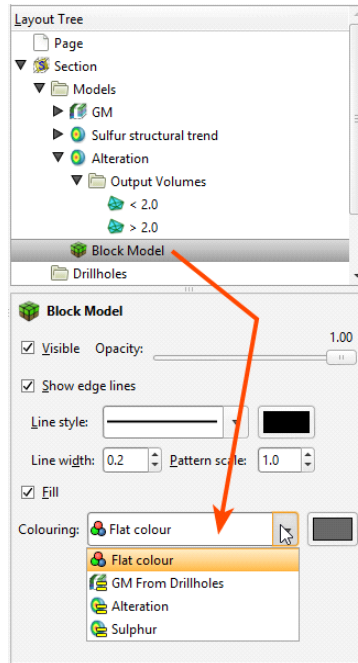 Layout Tree
Page
Section
Models
GM
Sulfur structural trend
Alteration
Output Volumes
< 2.0
> 2.0
Block Model
Drillholes
Block Model
Visible Opacity: 1.00
Show edge lines
Line style:
Line width: 0.2 Pattern scale: 1.0
Fill
Colouring: Flat colour
Flat colour
GM From Drillholes
Alteration
Sulphur